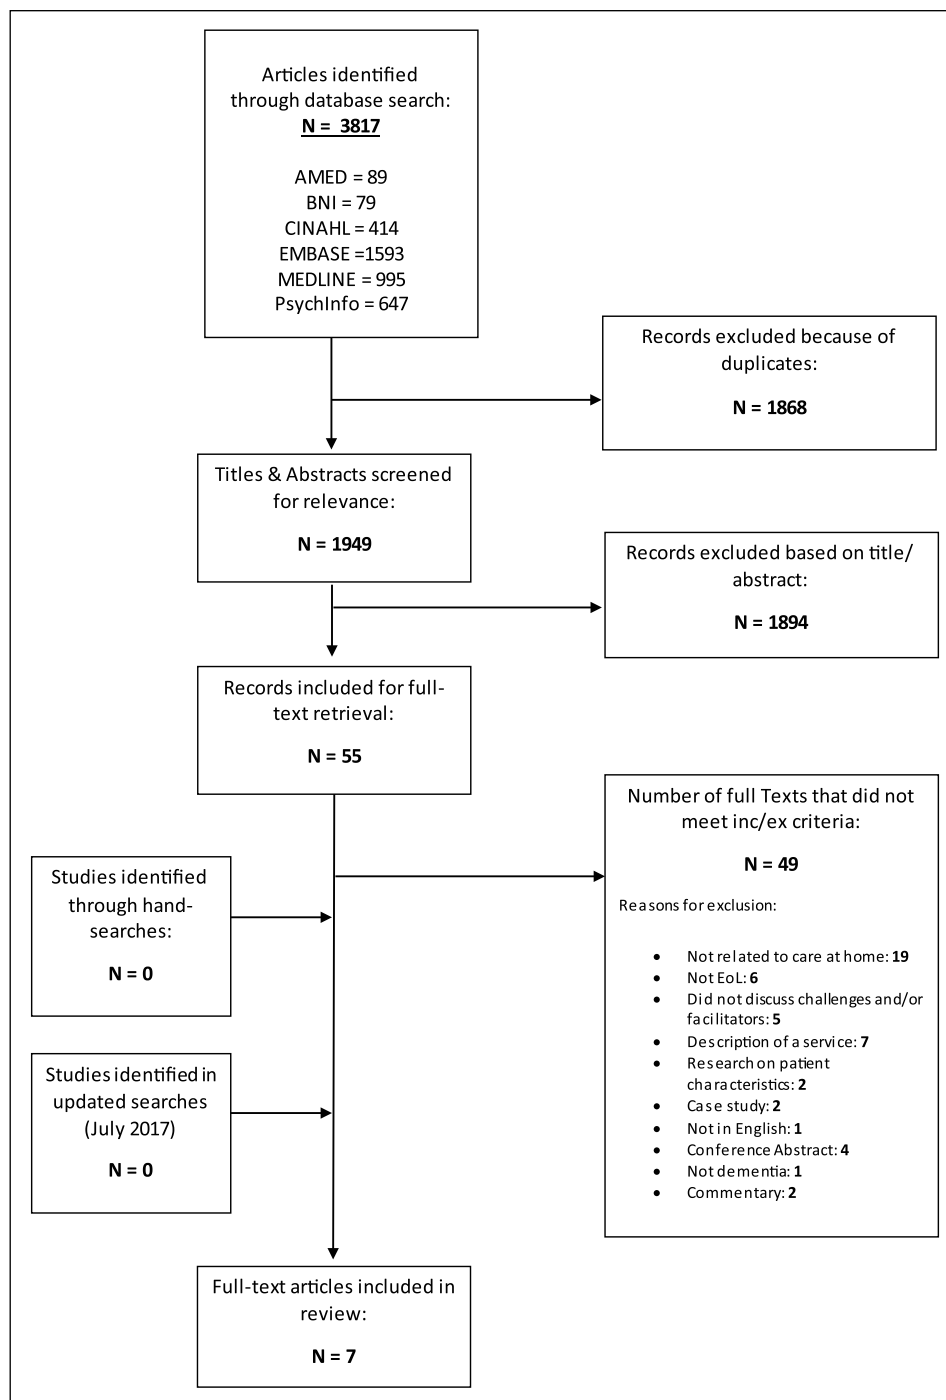 Articles identified
through database search:
N = 3817
AMED = 89
BNI = 79
CINAHL = 414
EMBASE =1593
MEDLINE = 995
PsychInfo = 647
Records excluded because of
duplicates:
N = 1868
Titles & Abstracts screened
for relevance:
N = 1949
Records excluded based on title/
abstract:
N = 1894
Records included for full-
text retrieval:
N = 55
Number of full Texts that did not
meet inc/ex criteria:
N = 49
Reasons for exclusion:
• Not related to care at home: 19
• Not EoL: 6
• Did not discuss challenges and/or
facilitators: 5
• Description of a service: 7
• Research on patient
characteristics: 2
• Case study: 2
• Not in English: 1
• Conference Abstract: 4
• Not dementia: 1
• Commentary: 2
Studies identified
through hand-
searches:
N = 0
Studies identified in
updated searches
(July 2017)
N = 0
Full-text articles included in
review:
N = 7